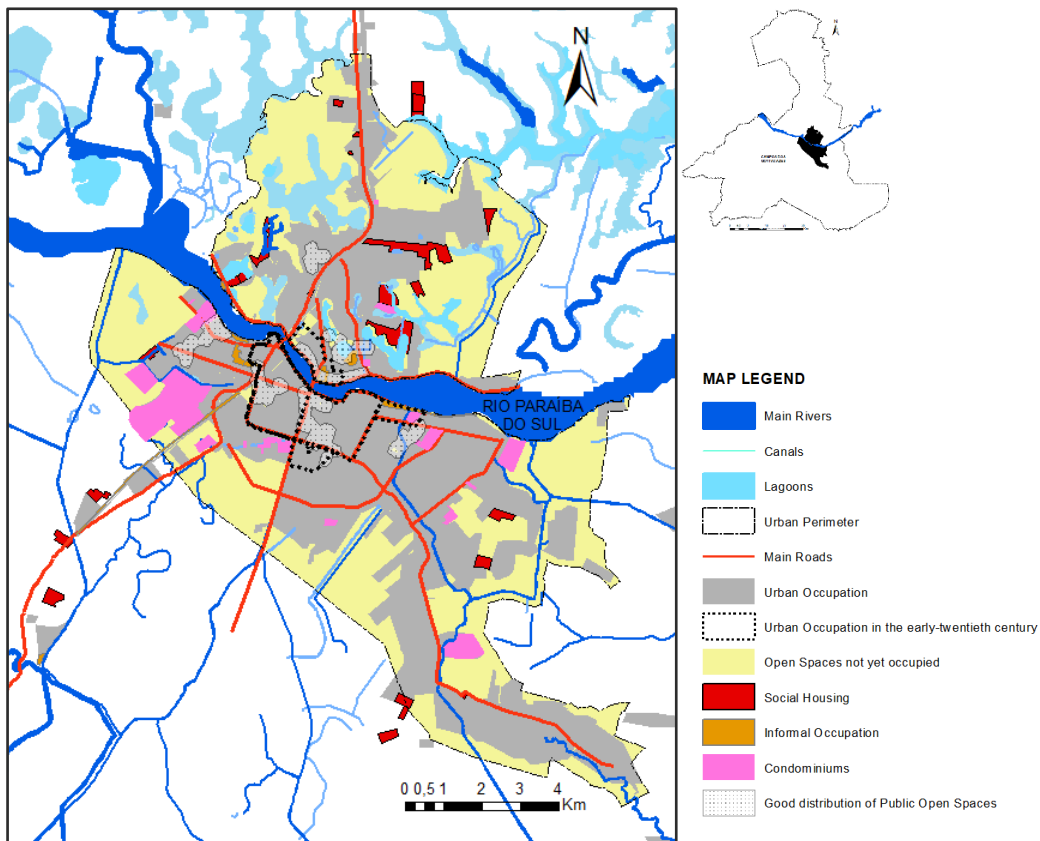 N
RIO PARAÍBA
DO SUL
0 0,5 1 2 3 4
Km
N
MAP LEGEND
Main Rivers
Canals
Lagoons
Urban Perimeter
Main Roads
Urban Occupation
Urban Occupation in the early-twentieth century
Open Spaces not yet occupied
Social Housing
Informal Occupation
Condominiums
Good distribution of Public Open Spaces